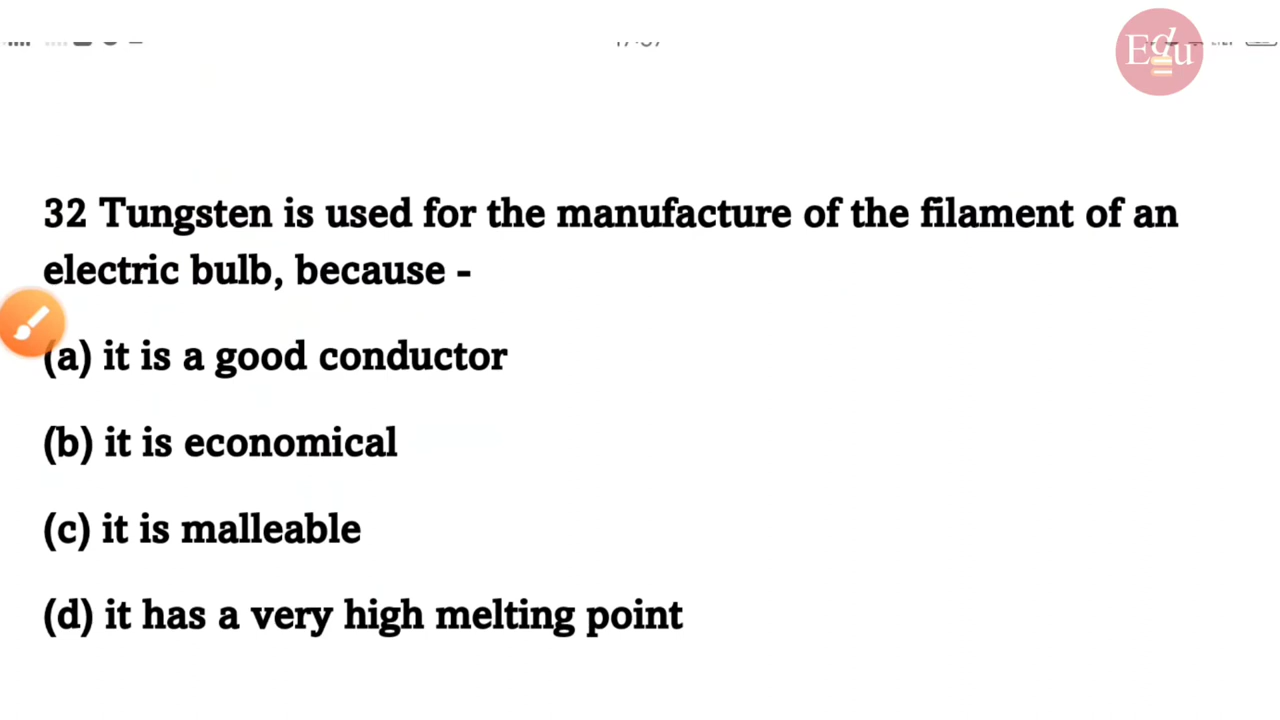 Edu
32 Tungsten is used for the manufacture of the filament of an
electric bulb, because -
(a) it is a good conductor
(b) it is economical
(c) it is malleable
(d) it has a very high melting point